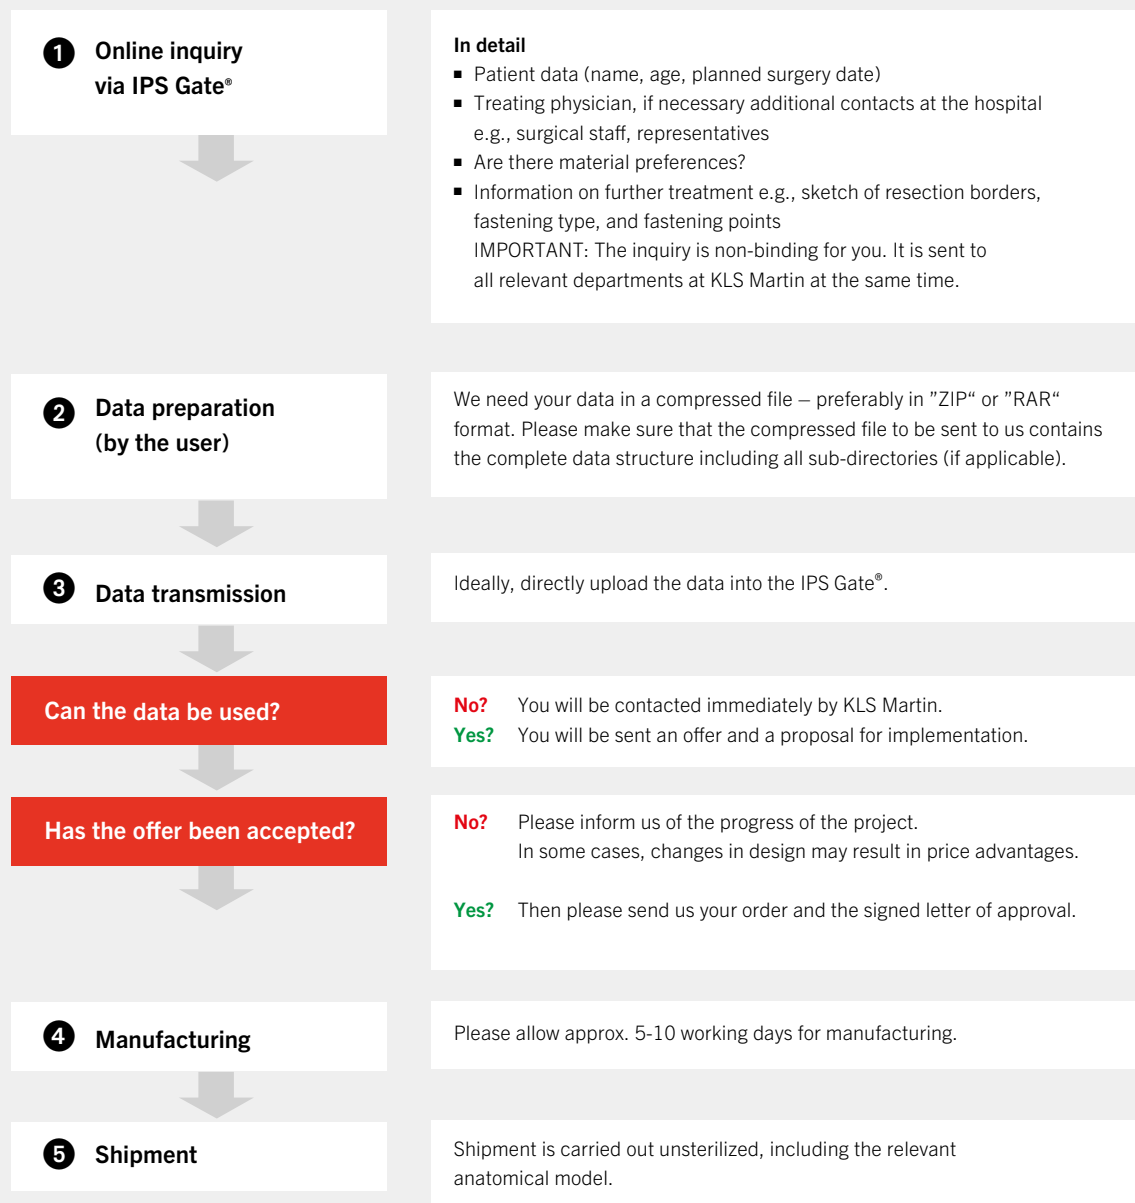 1 Online inquiry
via IPS Gate®
In detail
▪ Patient data (name, age, planned surgery date)
▪ Treating physician, if necessary additional contacts at the hospital
e.g., surgical staff, representatives
▪ Are there material preferences?
▪ Information on further treatment e.g., sketch of resection borders,
fastening type, and fastening points
IMPORTANT: The inquiry is non-binding for you. It is sent to
all relevant departments at KLS Martin at the same time.
2 Data preparation
(by the user)
We need your data in a compressed file – preferably in ”ZIP“ or ”RAR“
format. Please make sure that the compressed file to be sent to us contains
the complete data structure including all sub-directories (if applicable).
3 Data transmission
Ideally, directly upload the data into the IPS Gate®.
Can the data be used?
No? You will be contacted immediately by KLS Martin.
Yes? You will be sent an offer and a proposal for implementation.
Has the offer been accepted?
No? Please inform us of the progress of the project.
In some cases, changes in design may result in price advantages.
Yes? Then please send us your order and the signed letter of approval.
4 Manufacturing
Please allow approx. 5-10 working days for manufacturing.
5 Shipment
Shipment is carried out unsterilized, including the relevant
anatomical model.